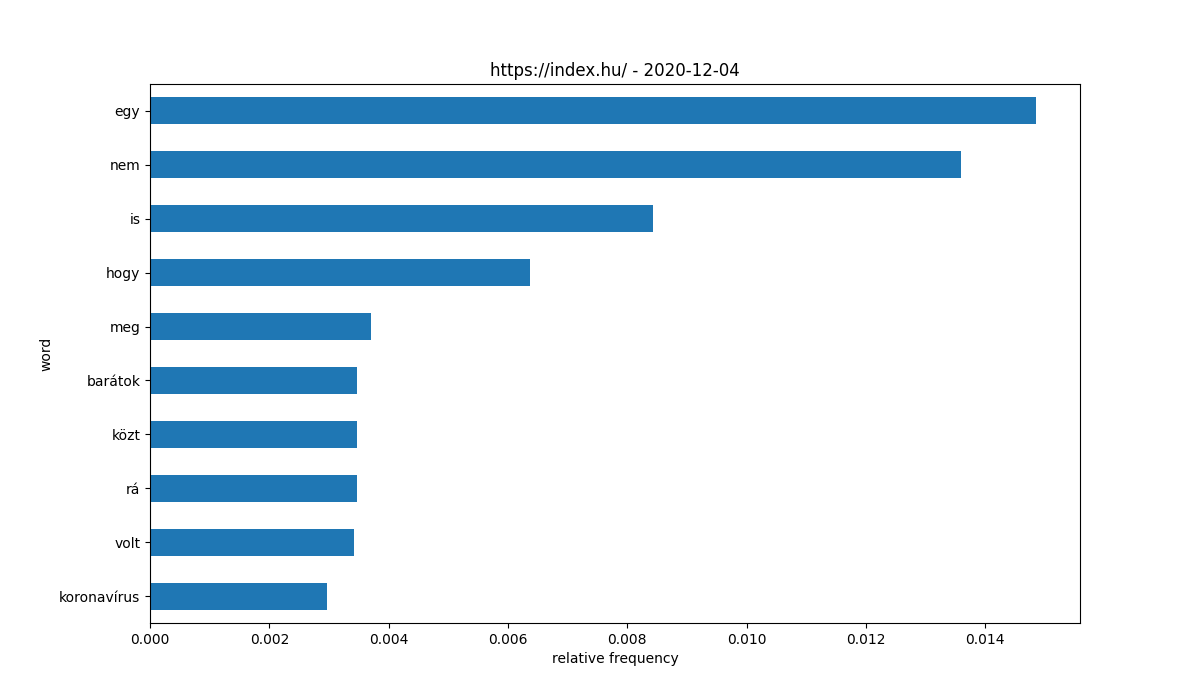 https://index.hu/ - 2020-12-04
egy
nem
is
hogy
meg
barátok
közt
rá
volt
koronavírus
word
0.000 0.002 0.004 0.006 0.008 0.010 0.012 0.014
relative frequency